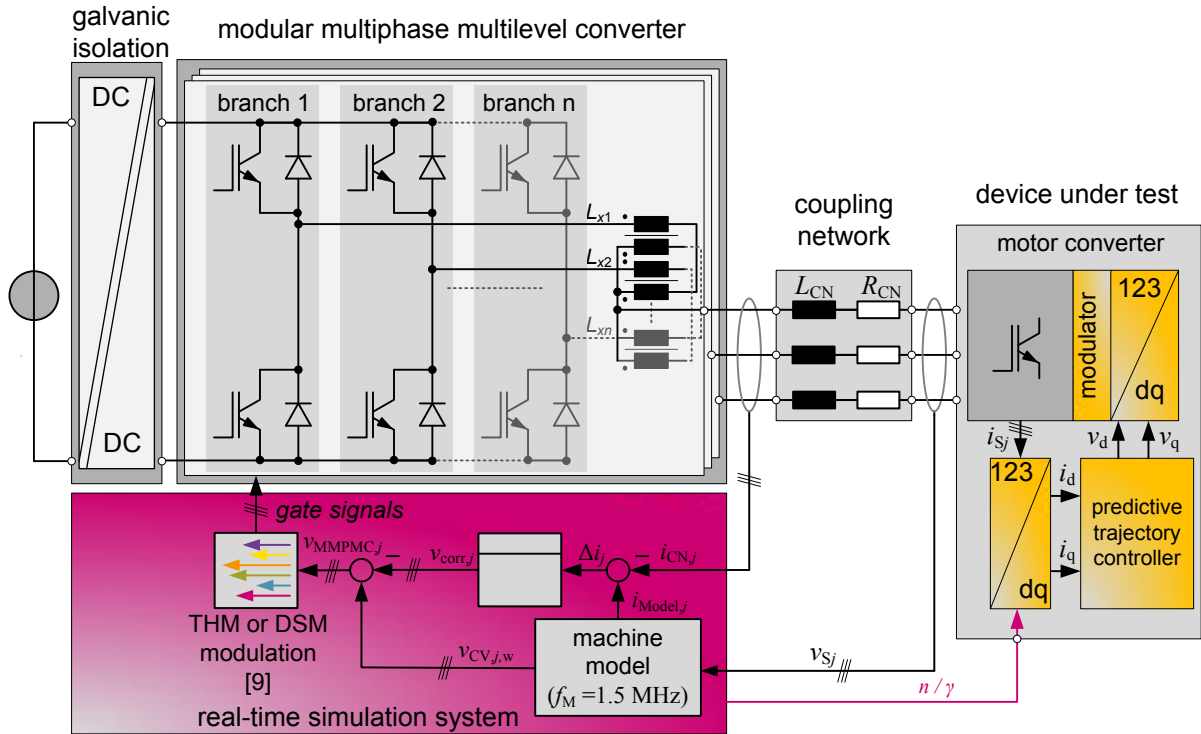 galvanic
isolation
modular multiphase multilevel converter
DC
DC
branch 1
branch 2
branch n
Lx1
Lx2
Lxn
coupling
network
LCN
RCN
device under test
motor converter
modulator
123
dq
iSj
vd
vq
123
dq
id
iq
predictive
trajectory
controller
gate signals
vMMPMC,j
−
vcorr,j
Δij
−
iCN,j
iModel,j
THM or DSM
modulation
[9]
vCV,j,w
machine
model
(fM =1.5 MHz)
vSj
n / γ
real-time simulation system